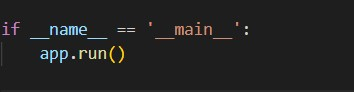 if __name__ == '__main__':
    app.run()